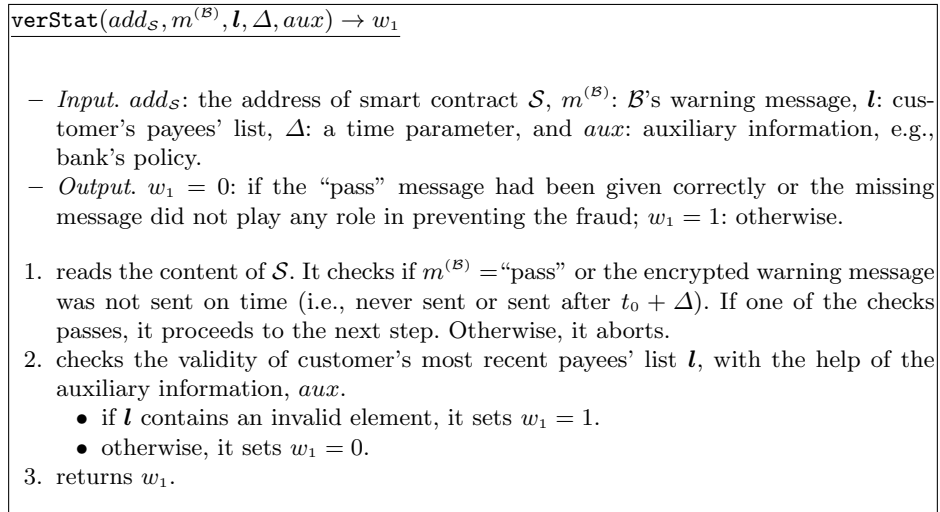 verStat(add𝒮, m⁽ᴮ⁾, l, Δ, aux) → w₁
– Input. add𝒮: the address of smart contract 𝒮, m⁽ᴮ⁾: ℬ's warning message, l: cus-
tomer's payees' list, Δ: a time parameter, and aux: auxiliary information, e.g.,
bank's policy.
– Output. w₁ = 0: if the “pass” message had been given correctly or the missing
message did not play any role in preventing the fraud; w₁ = 1: otherwise.
1. reads the content of 𝒮. It checks if m⁽ᴮ⁾ =“pass” or the encrypted warning message
was not sent on time (i.e., never sent or sent after t₀ + Δ). If one of the checks
passes, it proceeds to the next step. Otherwise, it aborts.
2. checks the validity of customer's most recent payees' list l, with the help of the
auxiliary information, aux.
• if l contains an invalid element, it sets w₁ = 1.
• otherwise, it sets w₁ = 0.
3. returns w₁.